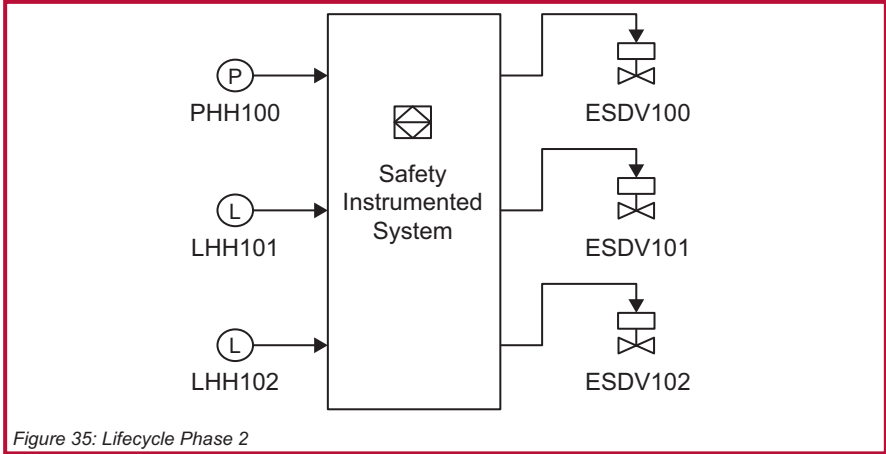 P
PHH100
ESDV100
Safety
Instrumented
System
L
LHH101
ESDV101
L
LHH102
ESDV102
Figure 35: Lifecycle Phase 2